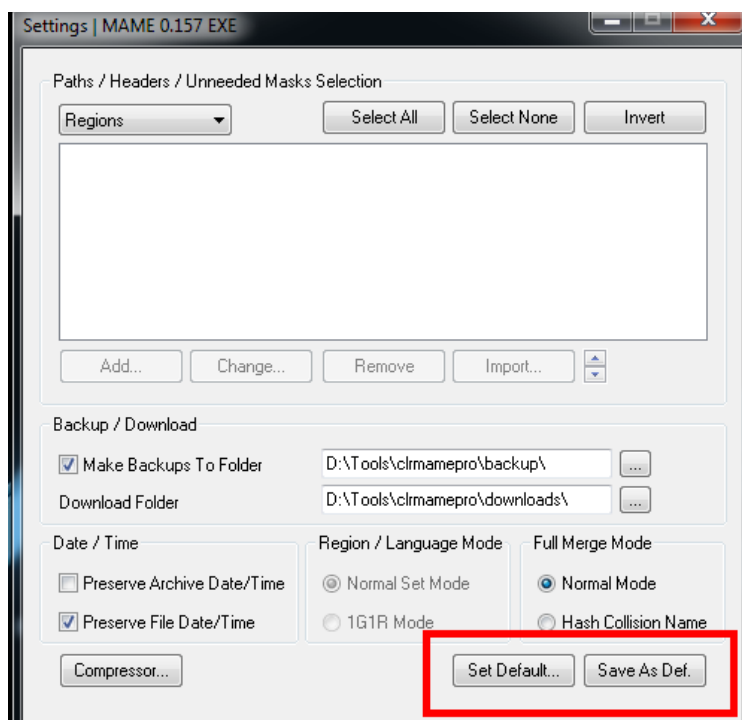 Settings | MAME 0.157 EXE
Paths / Headers / Unneeded Masks Selection
Regions Select All Select None Invert
Add... Change... Remove Import...
Backup / Download
Make Backups To Folder D:\Tools\clrmamepro\backup\ ...
Download Folder D:\Tools\clrmamepro\downloads\ ...
Date / Time Region / Language Mode Full Merge Mode
Preserve Archive Date/Time Normal Set Mode Normal Mode
Preserve File Date/Time 1G1R Mode Hash Collision Name
Compressor... Set Default... Save As Def.